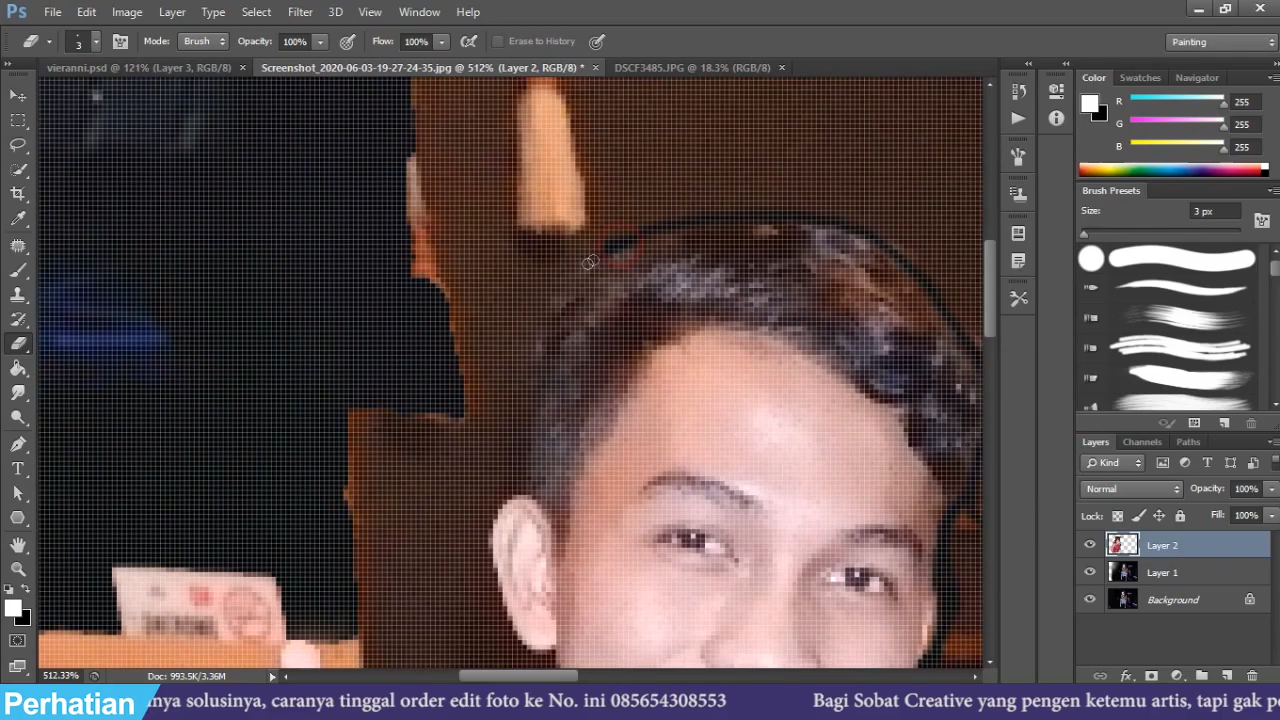 Ps File Edit Image Layer Type Select Filter 3D View Window Help
3 Mode: Brush Opacity: 100% Flow: 100% Erase to History Painting
vieranni.psd @ 121% (Layer 3, RGB/8) × Screenshot_2020-06-03-19-27-24-35.jpg @ 512% (Layer 2, RGB/8) * × DSCF3485.JPG @ 18.3% (RGB/8) ×
Color Swatches Navigator
R 255
G 255
B 255
Brush Presets
Size: 3 px
Layers Channels Paths
Kind
Normal Opacity: 100%
Lock: Fill: 100%
Layer 2
Layer 1
Background
512.33% Doc: 993.5K/3.36M
Perhatian nya solusinya, caranya tinggal order edit foto ke No. ini 085654308553 Bagi Sobat Creative yang pengen ketemu artis, tapi gak p